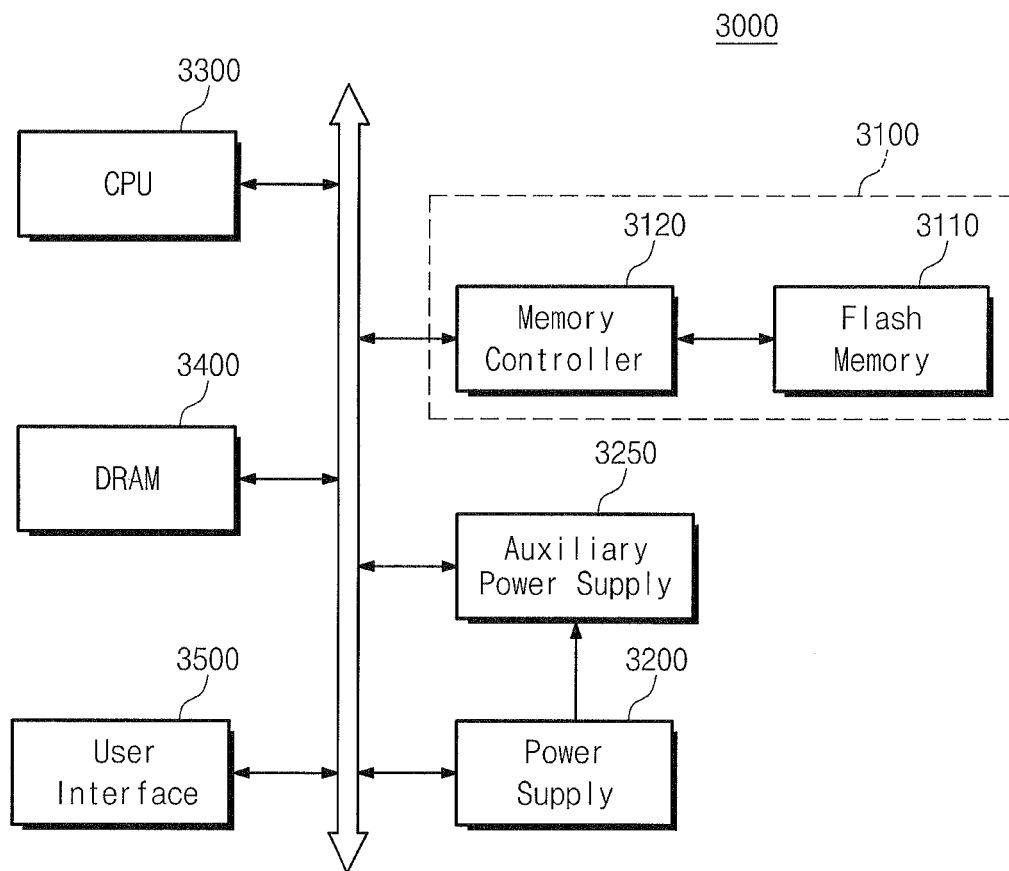 3000
3300
CPU
3100
3120
Memory
Controller
3110
Flash
Memory
3400
DRAM
3250
Auxiliary
Power Supply
3500
User
Interface
3200
Power
Supply